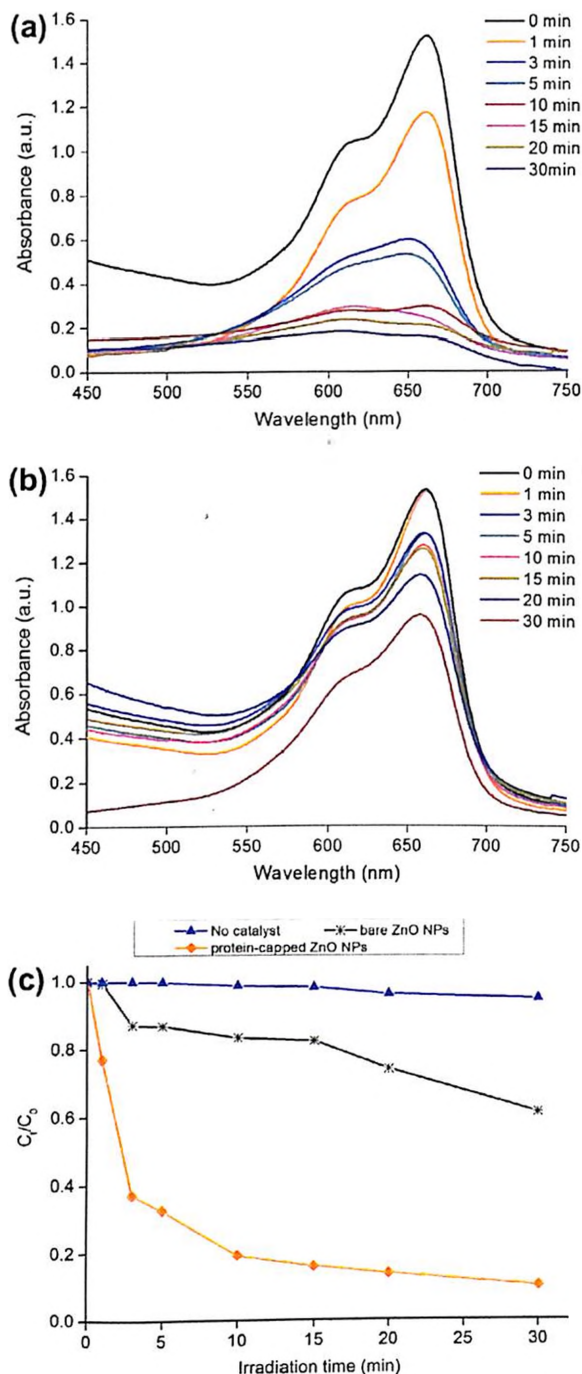 (a)
0 min
1 min
3 min
5 min
10 min
15 min
20 min
30min
Absorbance (a.u.)
1.6
1.4
1.2
1.0
0.8
0.6
0.4
0.2
0.0
450 500 550 600 650 700 750
Wavelength (nm)
(b)
0 min
1 min
3 min
5 min
10 min
15 min
20 min
30 min
Absorbance (a.u.)
1.6
1.4
1.2
1.0
0.8
0.6
0.4
0.2
0.0
450 500 550 600 650 700 750
Wavelength (nm)
No catalyst bare ZnO NPs
protein-capped ZnO NPs
(c)
Ct/C0
1.0
0.8
0.6
0.4
0.2
0.0
0 5 10 15 20 25 30
Irradiation time (min)